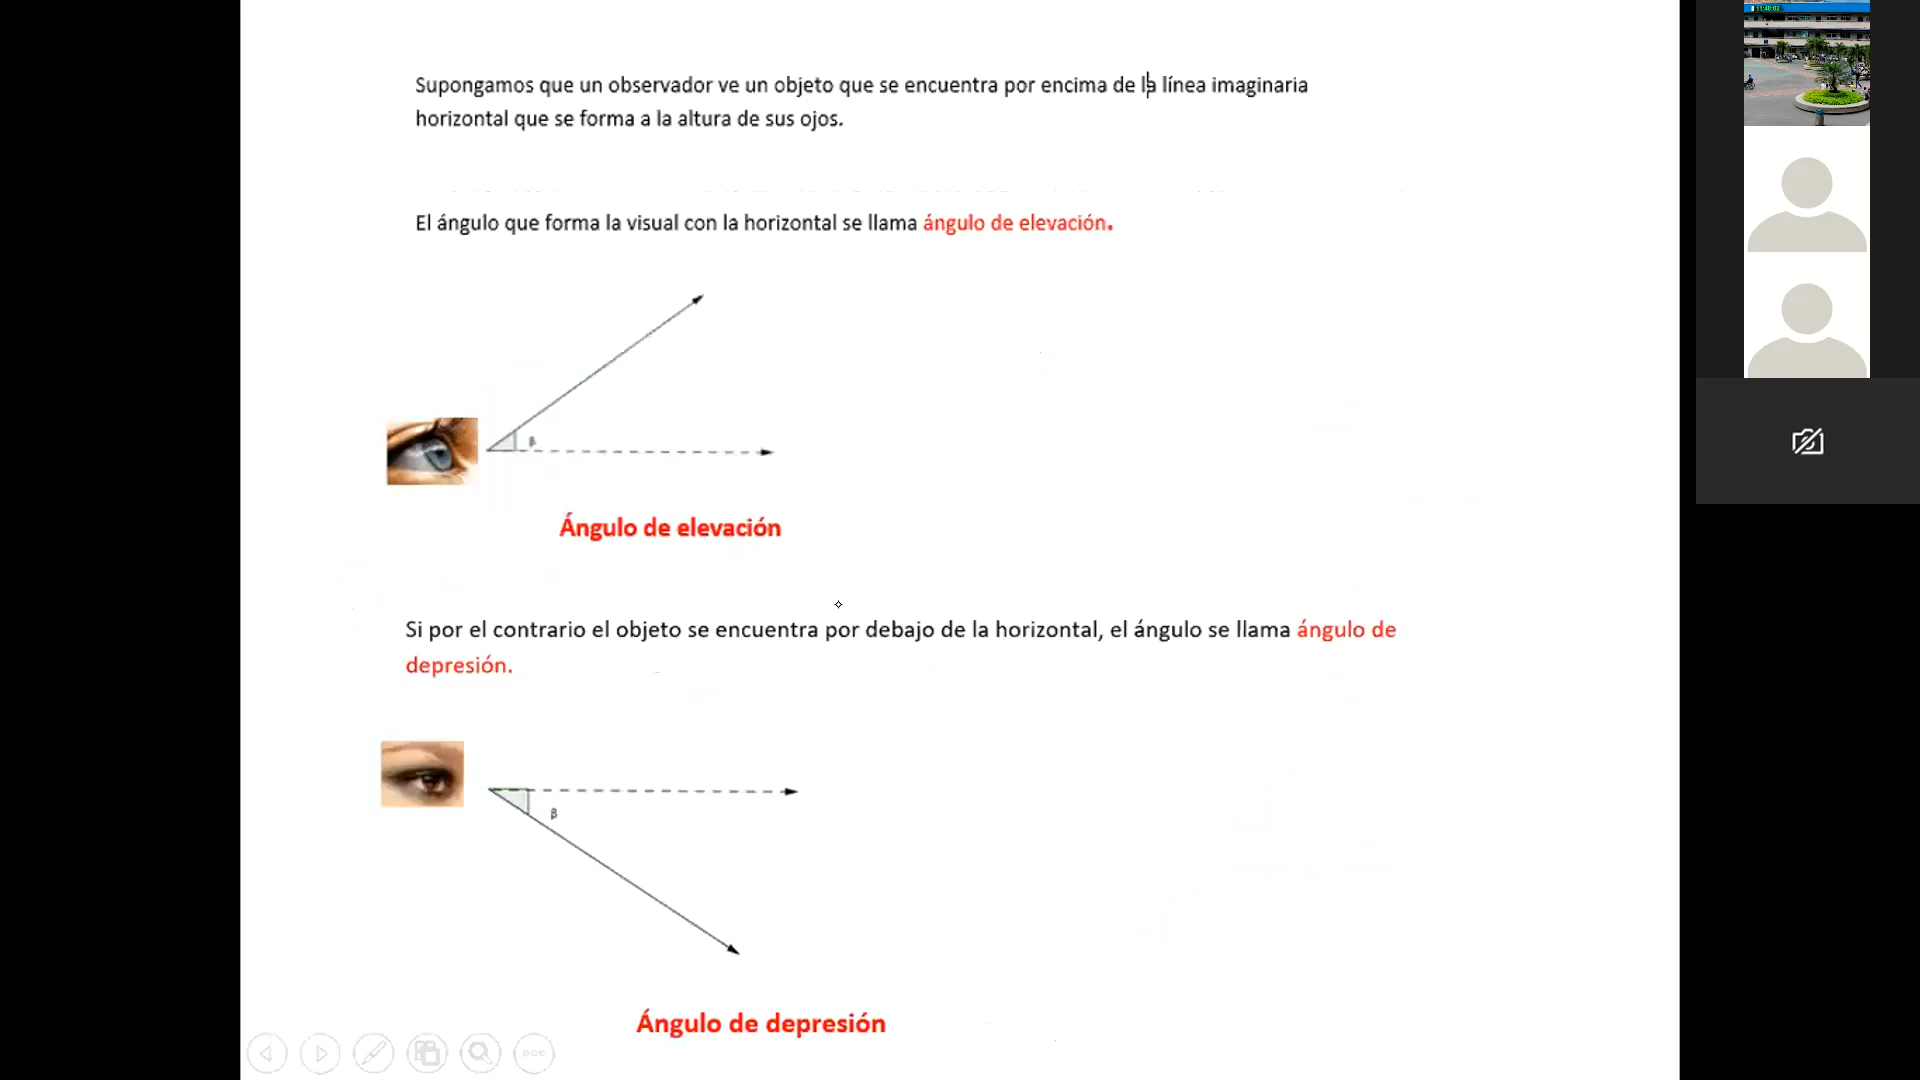 Supongamos que un observador ve un objeto que se encuentra por encima de la línea imaginaria
horizontal que se forma a la altura de sus ojos.
El ángulo que forma la visual con la horizontal se llama ángulo de elevación.
β
Ángulo de elevación
Si por el contrario el objeto se encuentra por debajo de la horizontal, el ángulo se llama ángulo de
depresión.
β
Ángulo de depresión